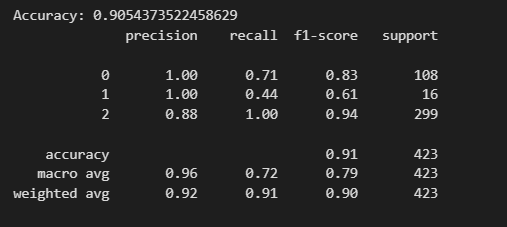 Accuracy: 0.9054373522458629
precision recall f1-score support
0 1.00 0.71 0.83 108
1 1.00 0.44 0.61 16
2 0.88 1.00 0.94 299
accuracy 0.91 423
macro avg 0.96 0.72 0.79 423
weighted avg 0.92 0.91 0.90 423